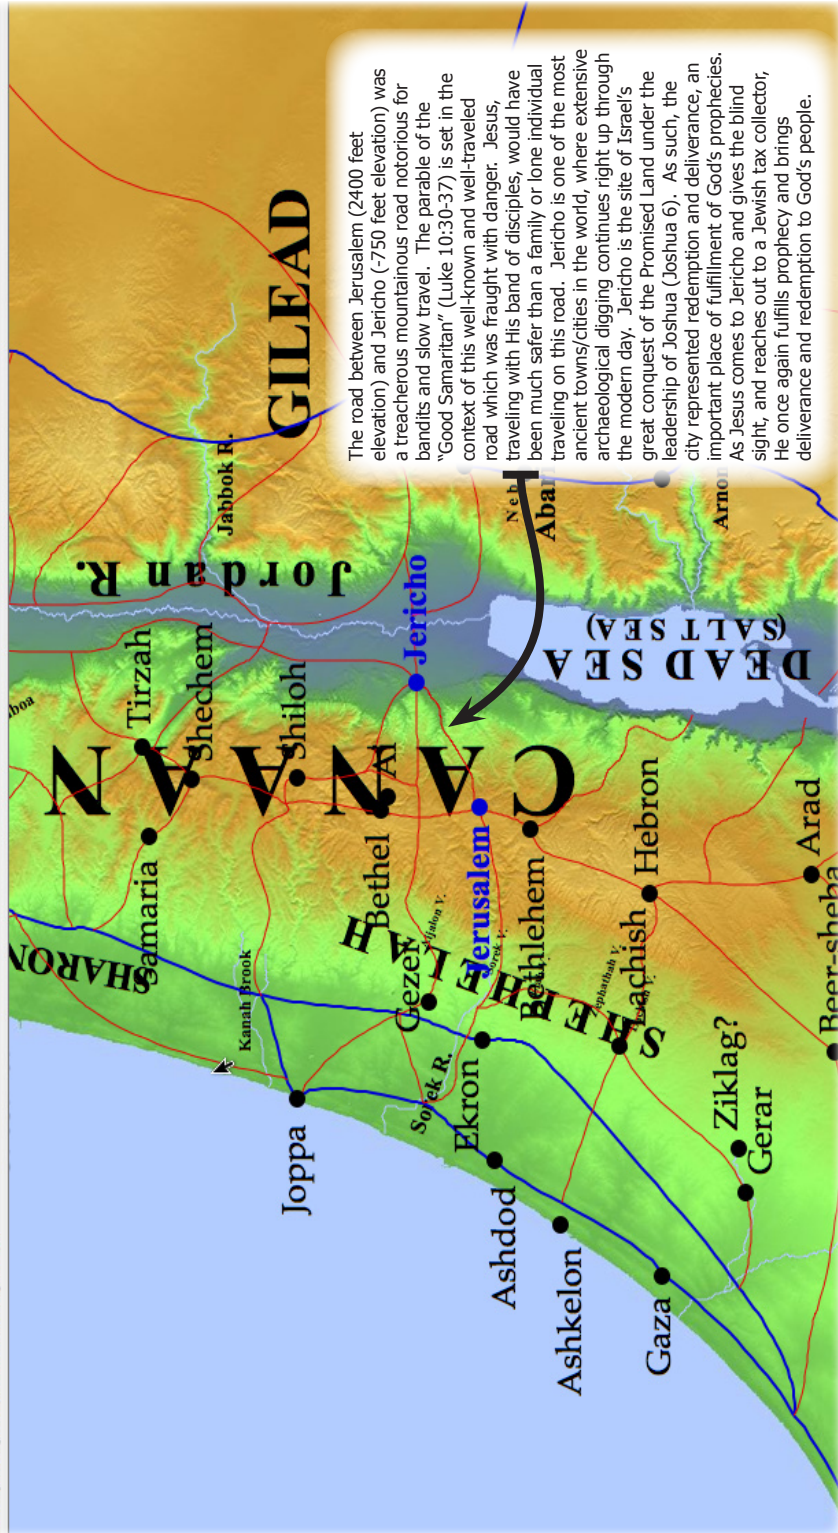 The road between Jerusalem (2400 feet
elevation) and Jericho (-750 feet elevation) was
a treacherous mountainous road notorious for
bandits and slow travel.  The parable of the
“Good Samaritan” (Luke 10:30-37) is set in the
context of this well-known and well-traveled
road which was fraught with danger.  Jesus,
traveling with His band of disciples, would have
been much safer than a family or lone individual
traveling on this road.  Jericho is one of the most
ancient towns/cities in the world, where extensive
archaeological digging continues right up through
the modern day.  Jericho is the site of Israel’s
great conquest of the Promised Land under the
leadership of Joshua (Joshua 6).  As such, the
city represented redemption and deliverance, an
important place of fulfillment of God’s prophecies.
As Jesus comes to Jericho and gives the blind
sight, and reaches out to a Jewish tax collector,
He once again fulfills prophecy and brings
deliverance and redemption to God’s people.
GILEAD
Jabbok R.
Jordan R.
Neb
Abar
Arnon
Jericho
DEAD SEA
(SALT SEA)
boa
Tirzah
Shechem
Shiloh
CANAAN
Ai
Samaria
Bethel
Jerusalem
Bethlehem
Hebron
Arad
SHARON
SHEPHELAH
Aijalon V.
Sorek V.
Zephathah V.
Kanah Brook
Gezer
Lachish
Beer-sheba
Sorek R.
Ekron
Joppa
Ashdod
Ashkelon
Gaza
Ziklag?
Gerar